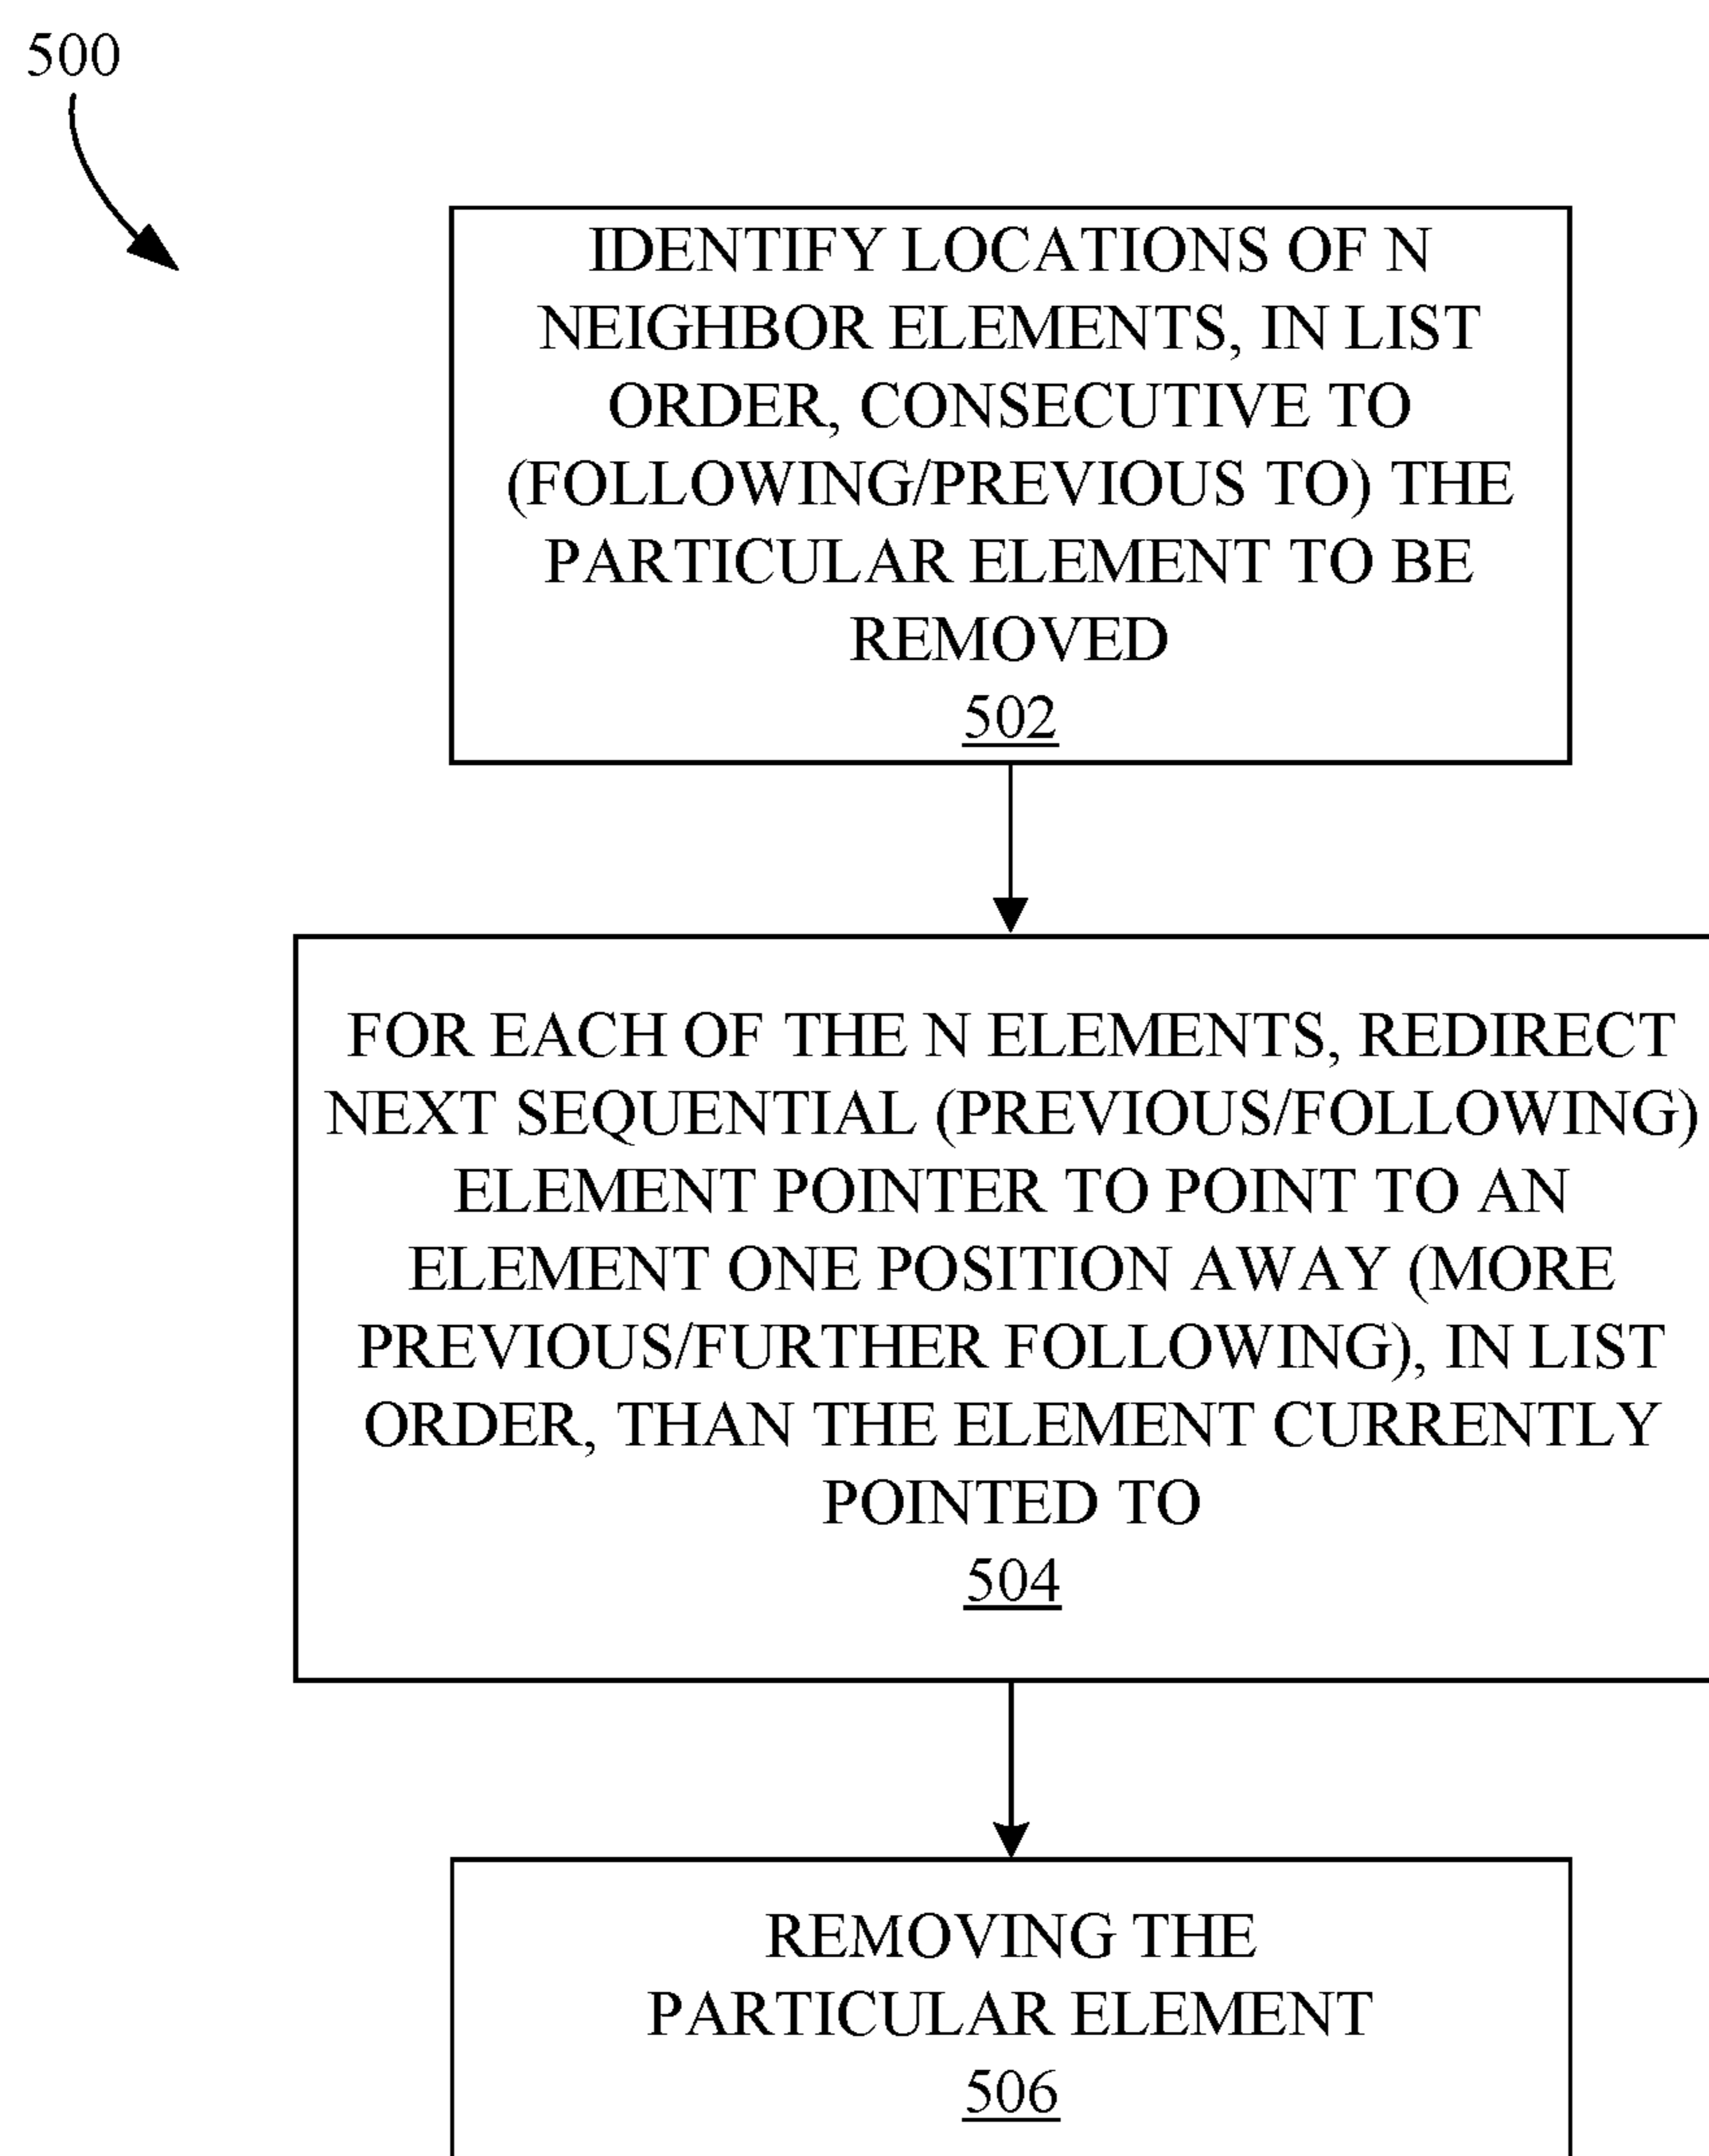 500
IDENTIFY LOCATIONS OF N
NEIGHBOR ELEMENTS, IN LIST
ORDER, CONSECUTIVE TO
(FOLLOWING/PREVIOUS TO) THE
PARTICULAR ELEMENT TO BE
REMOVED
502
FOR EACH OF THE N ELEMENTS, REDIRECT
NEXT SEQUENTIAL (PREVIOUS/FOLLOWING)
ELEMENT POINTER TO POINT TO AN
ELEMENT ONE POSITION AWAY (MORE
PREVIOUS/FURTHER FOLLOWING), IN LIST
ORDER, THAN THE ELEMENT CURRENTLY
POINTED TO
504
REMOVING THE
PARTICULAR ELEMENT
506